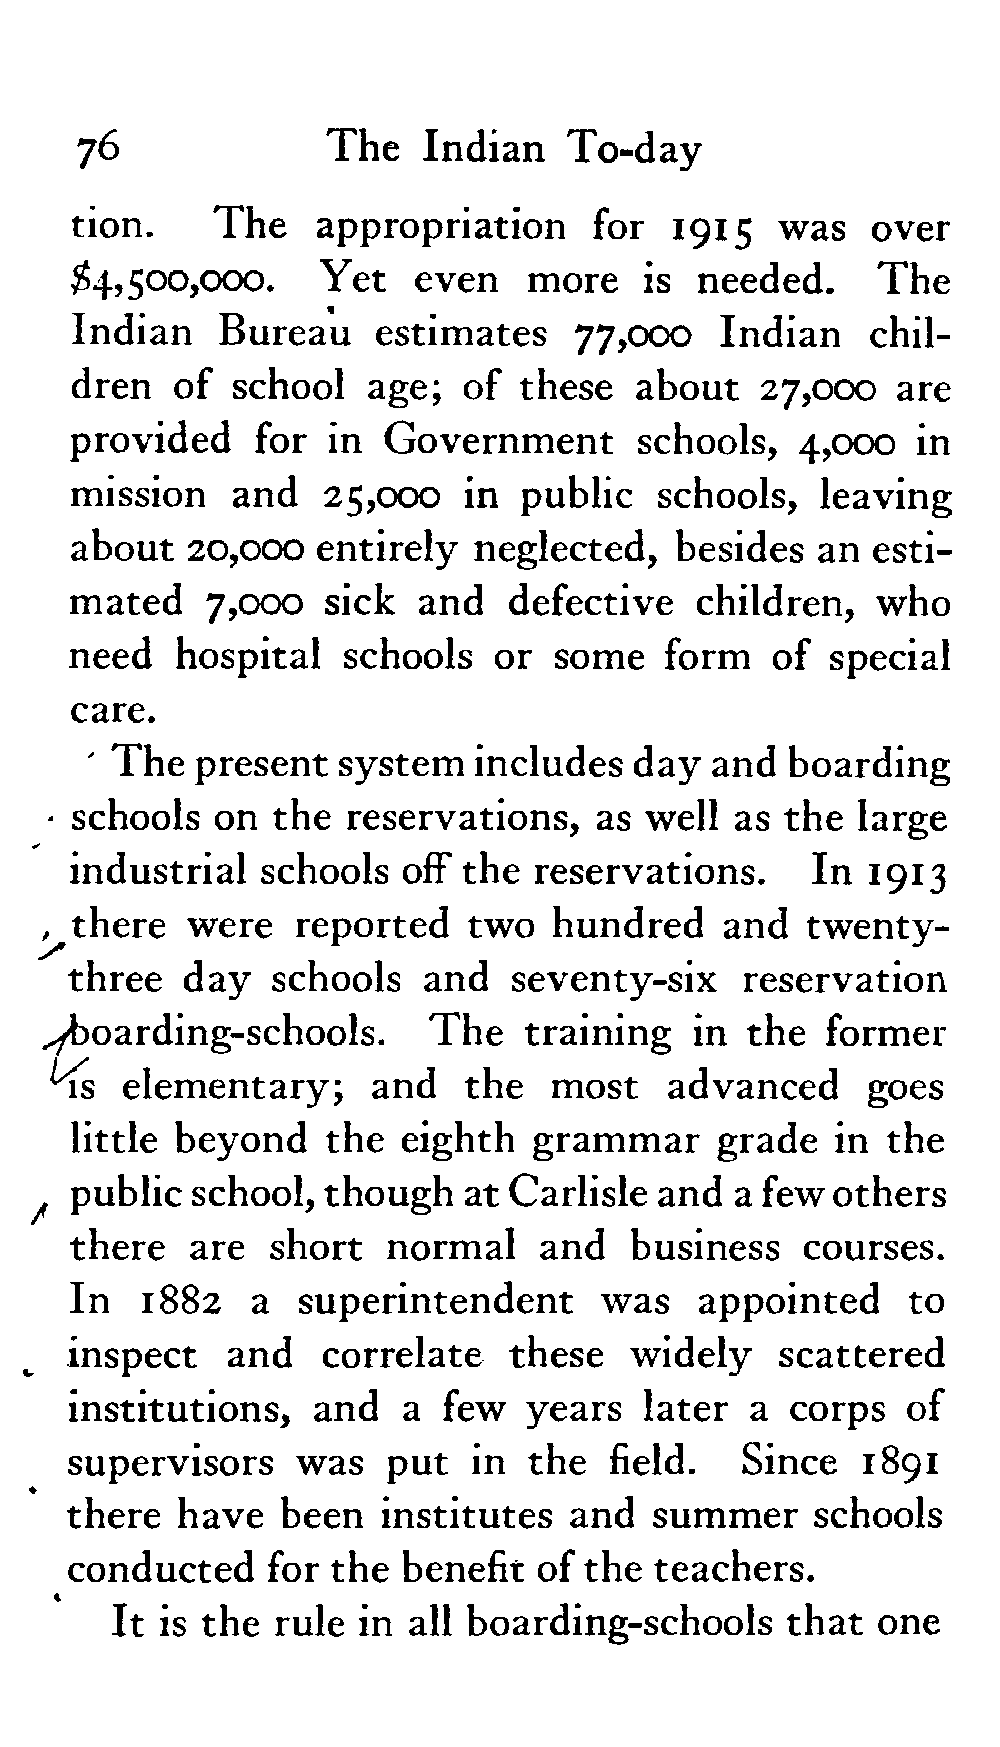 76 The Indian To-day
tion. The appropriation for 1915 was over
$4,500,000. Yet even more is needed. The
Indian Bureau estimates 77,000 Indian chil-
dren of school age; of these about 27,000 are
provided for in Government schools, 4,000 in
mission and 25,000 in public schools, leaving
about 20,000 entirely neglected, besides an esti-
mated 7,000 sick and defective children, who
need hospital schools or some form of special
care.
The present system includes day and boarding
schools on the reservations, as well as the large
industrial schools off the reservations. In 1913
there were reported two hundred and twenty-
three day schools and seventy-six reservation
boarding-schools. The training in the former
is elementary; and the most advanced goes
little beyond the eighth grammar grade in the
public school, though at Carlisle and a few others
there are short normal and business courses.
In 1882 a superintendent was appointed to
inspect and correlate these widely scattered
institutions, and a few years later a corps of
supervisors was put in the field. Since 1891
there have been institutes and summer schools
conducted for the benefit of the teachers.
It is the rule in all boarding-schools that one